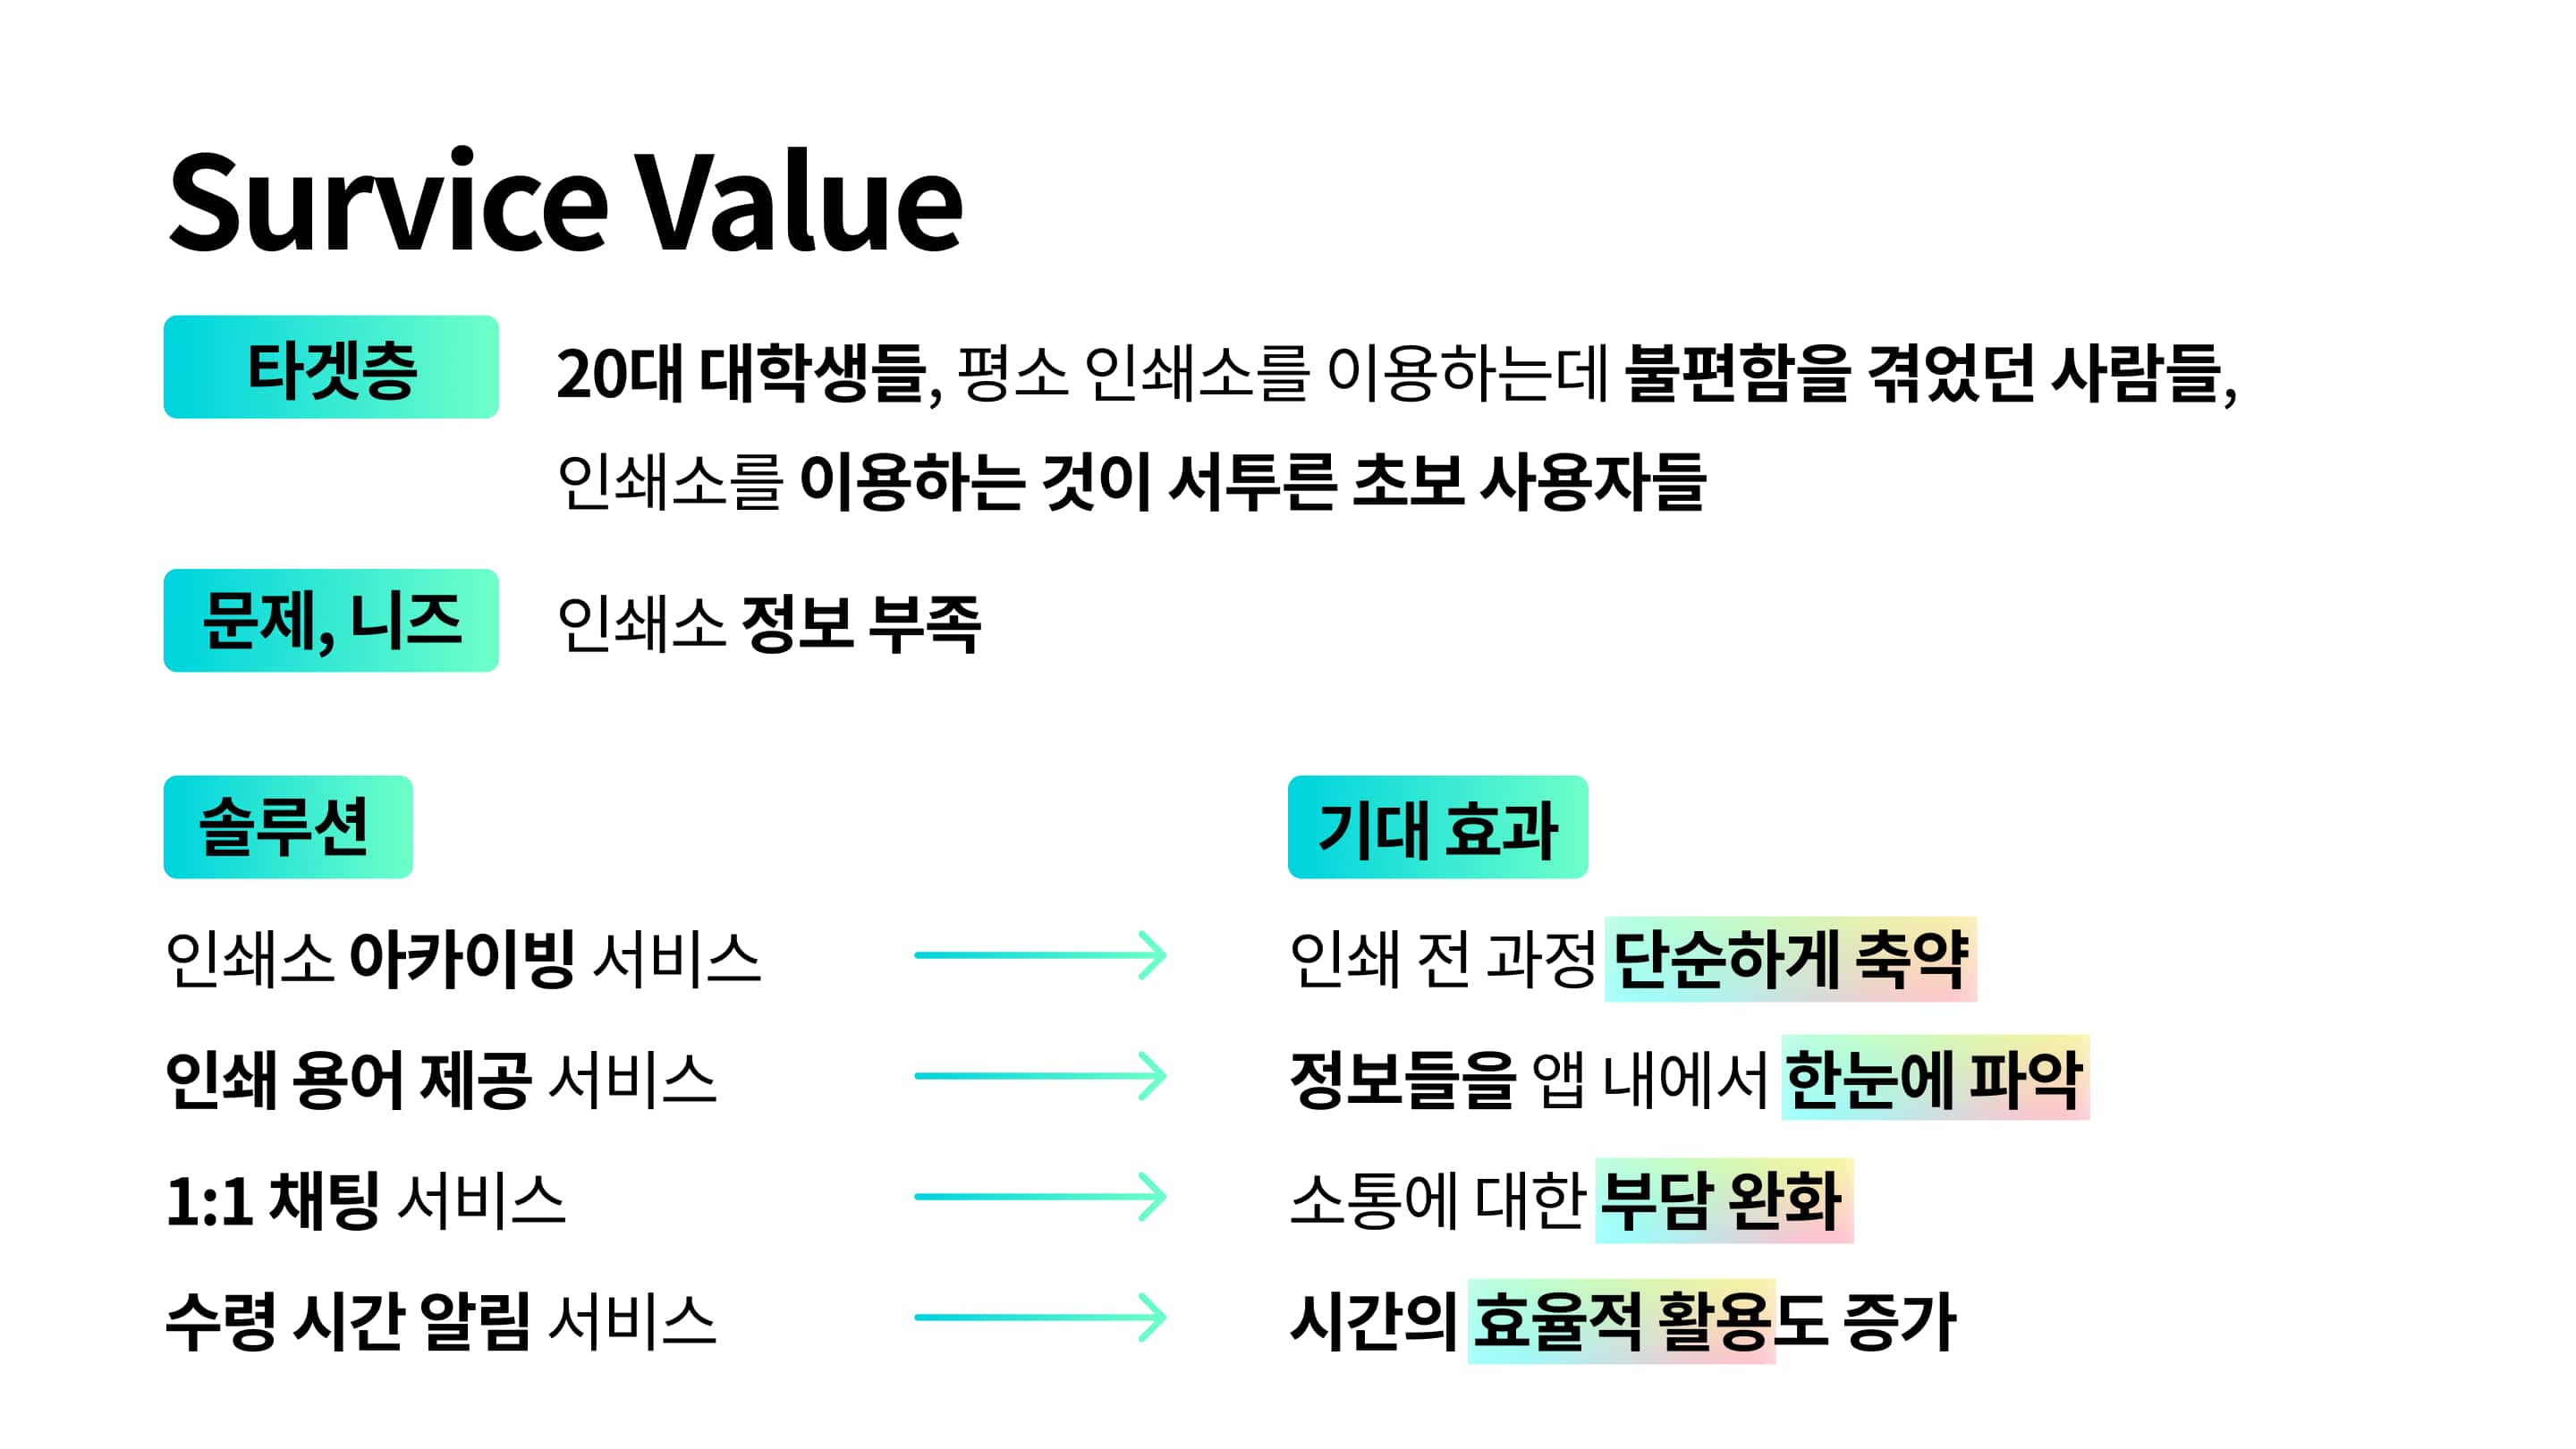 Survice Value
타겟층
20대 대학생들, 평소 인쇄소를 이용하는데 불편함을 겪었던 사람들,
인쇄소를 이용하는 것이 서투른 초보 사용자들
문제, 니즈
인쇄소 정보 부족
솔루션
인쇄소 아카이빙 서비스
인쇄 용어 제공 서비스
1:1 채팅 서비스
수령 시간 알림 서비스
기대 효과
인쇄 전 과정 단순하게 축약
정보들을 앱 내에서 한눈에 파악
소통에 대한 부담 완화
시간의 효율적 활용도 증가